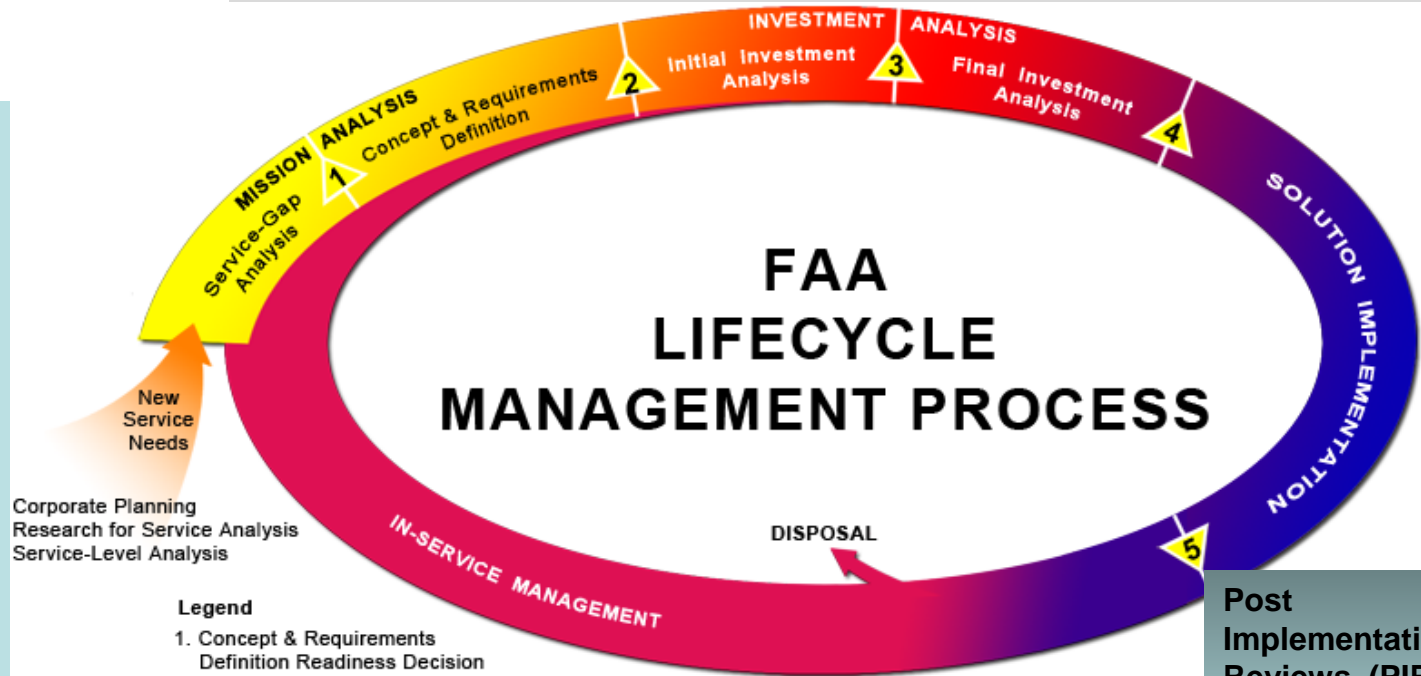 INVESTMENT ANALYSIS
Initial Investment
Analysis
Final Investment
Analysis
MISSION ANALYSIS
Concept & Requirements
Definition
Service-Gap
Analysis
1
2
3
4
5
SOLUTION IMPLEMENTATION
FAA
LIFECYCLE
MANAGEMENT PROCESS
New
Service
Needs
Corporate Planning
Research for Service Analysis
Service-Level Analysis
IN-SERVICE MANAGEMENT
DISPOSAL
Legend
1. Concept & Requirements
Definition Readiness Decision
Post